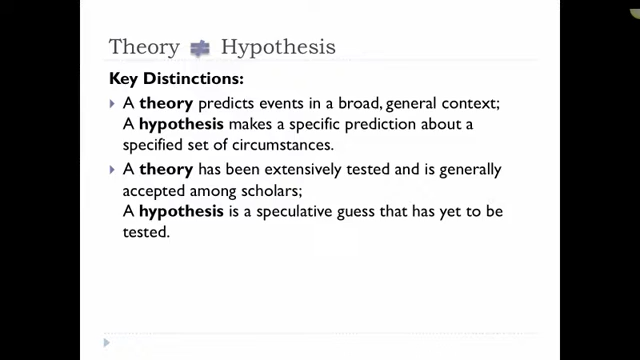 Theory ≠ Hypothesis
Key Distinctions:
A theory predicts events in a broad, general context;
A hypothesis makes a specific prediction about a
specified set of circumstances.
A theory has been extensively tested and is generally
accepted among scholars;
A hypothesis is a speculative guess that has yet to be
tested.